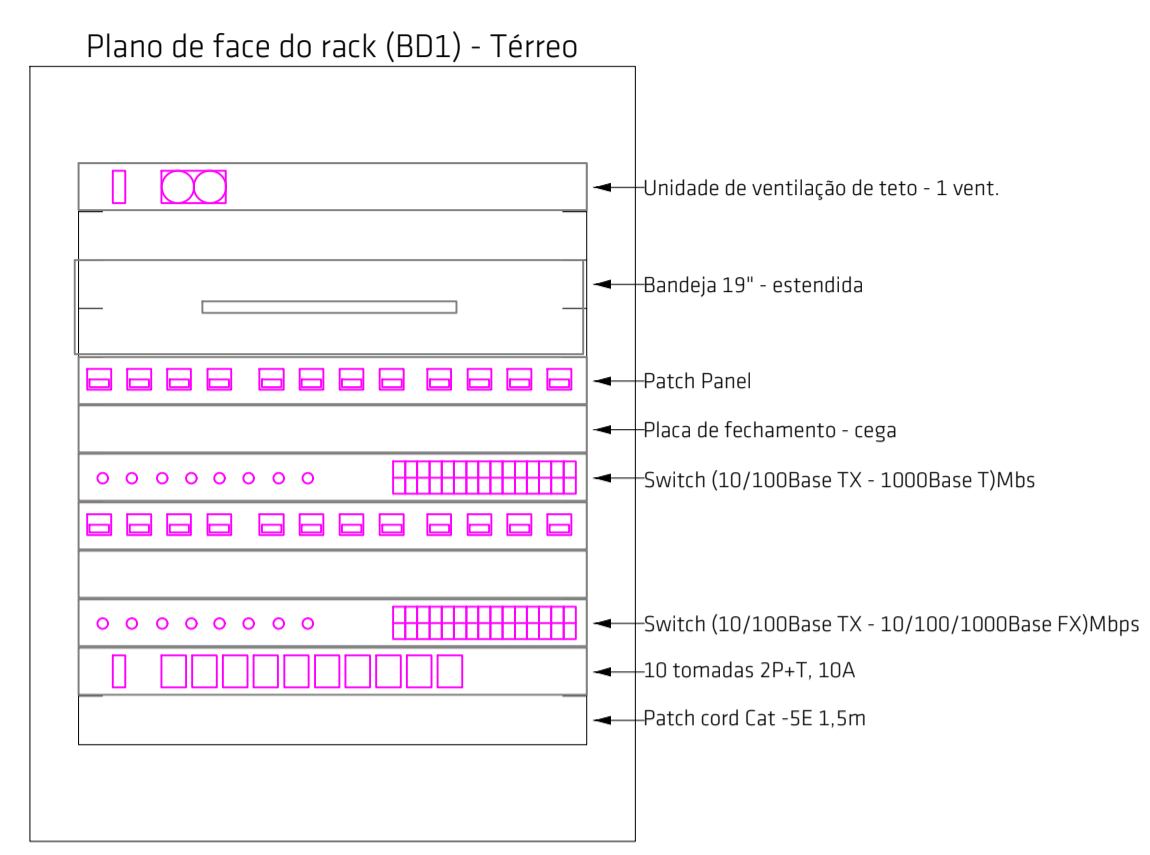 Plano de face do rack (BD1) - Térreo
Unidade de ventilação de teto - 1 vent.
Bandeja 19" - estendida
Patch Panel
Placa de fechamento - cega
Switch (10/100Base TX - 1000Base T)Mbs
Switch (10/100Base TX - 10/100/1000Base FX)Mbps
10 tomadas 2P+T, 10A
Patch cord Cat -5E 1,5m